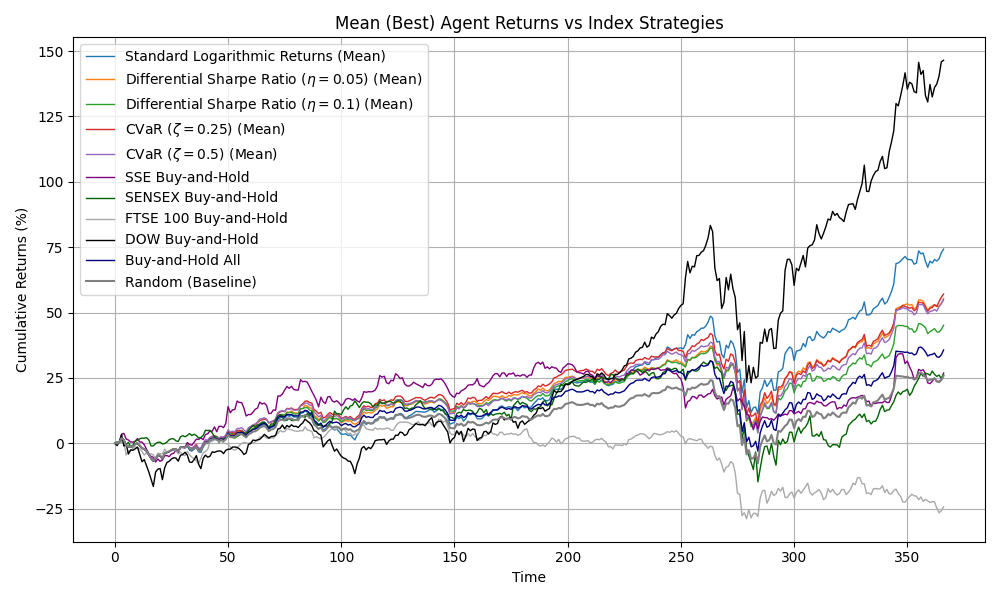 Mean (Best) Agent Returns vs Index Strategies
150
125
100
75
50
25
0
−25
Cumulative Returns (%)
Standard Logarithmic Returns (Mean)
Differential Sharpe Ratio (η = 0.05) (Mean)
Differential Sharpe Ratio (η = 0.1) (Mean)
CVaR (ζ = 0.25) (Mean)
CVaR (ζ = 0.5) (Mean)
SSE Buy-and-Hold
SENSEX Buy-and-Hold
FTSE 100 Buy-and-Hold
DOW Buy-and-Hold
Buy-and-Hold All
Random (Baseline)
0 50 100 150 200 250 300 350
Time